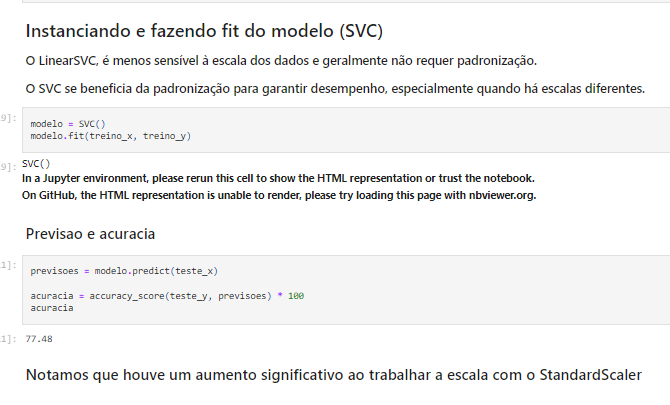 Instanciando e fazendo fit do modelo (SVC)
O LinearSVC, é menos sensível à escala dos dados e geralmente não requer padronização.
O SVC se beneficia da padronização para garantir desempenho, especialmente quando há escalas diferentes.
9]:
modelo = SVC()
modelo.fit(treino_x, treino_y)
9]:
SVC()
In a Jupyter environment, please rerun this cell to show the HTML representation or trust the notebook.
On GitHub, the HTML representation is unable to render, please try loading this page with nbviewer.org.
Previsao e acuracia
1]:
previsoes = modelo.predict(teste_x)
acuracia = accuracy_score(teste_y, previsoes) * 100
acuracia
1]:
77.48
Notamos que houve um aumento significativo ao trabalhar a escala com o StandardScaler